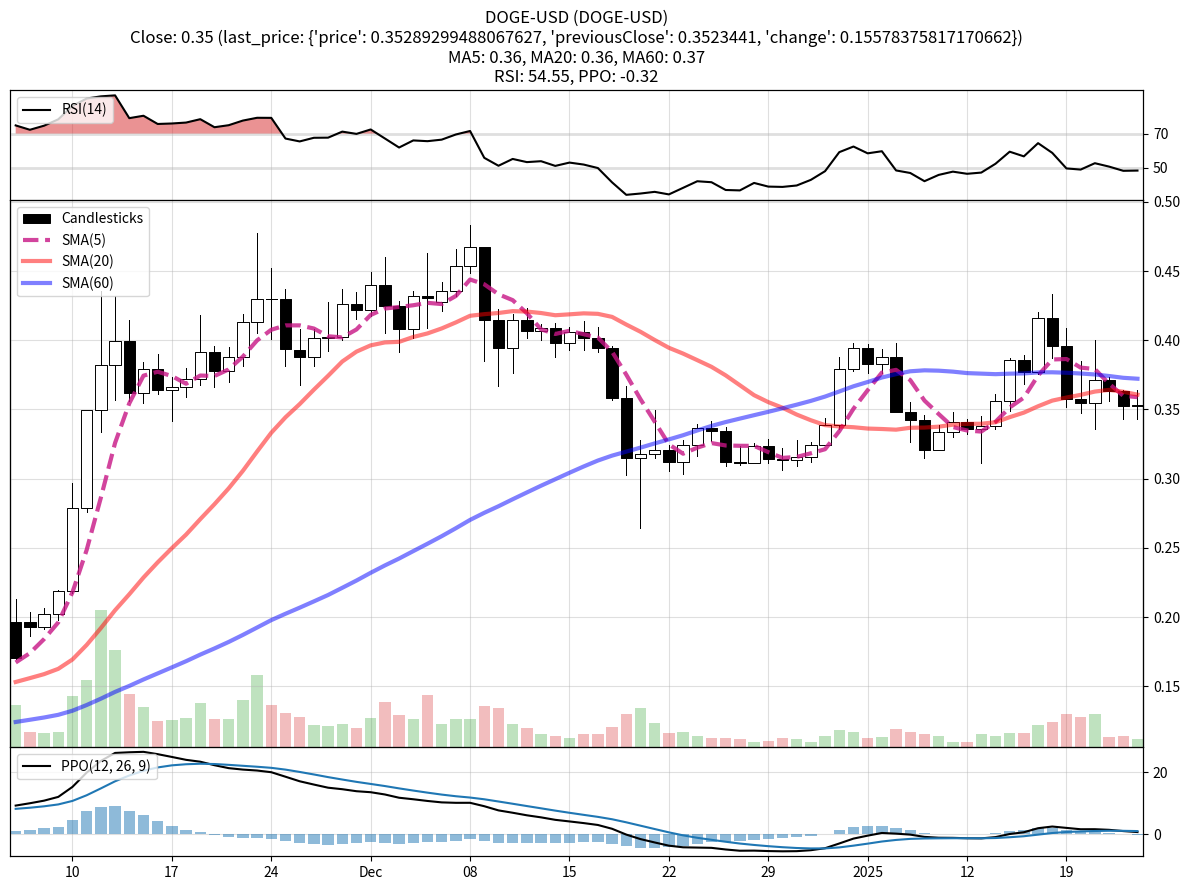 DOGE-USD (DOGE-USD)
Close: 0.35 (last_price: {'price': 0.35289299488067627, 'previousClose': 0.3523441, 'change': 0.15578375817170662})
MA5: 0.36, MA20: 0.36, MA60: 0.37
RSI: 54.55, PPO: -0.32
RSI(14)
70
50
Candlesticks
SMA(5)
SMA(20)
SMA(60)
0.50
0.45
0.40
0.35
0.30
0.25
0.20
0.15
PPO(12, 26, 9)
20
0
10 17 24 Dec 08 15 22 29 2025 12 19